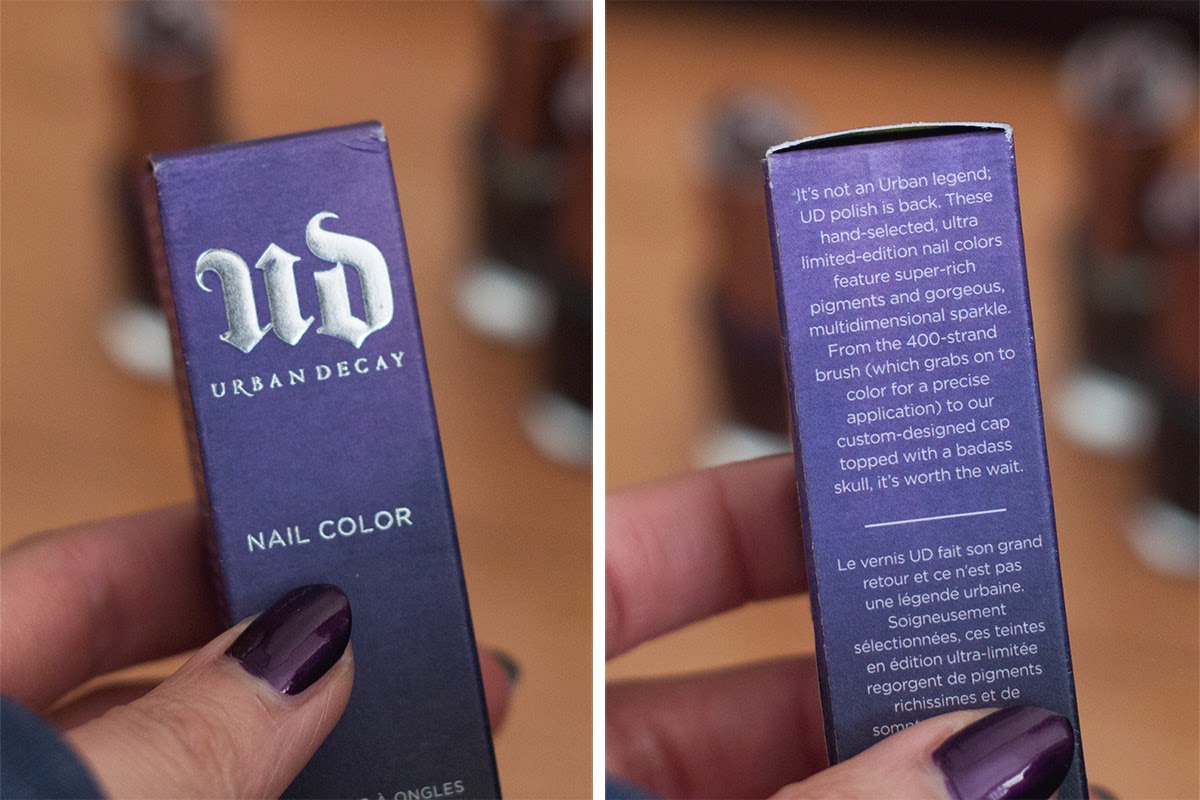 ud
URBAN DECAY
NAIL COLOR
À ONGLES
It's not an Urban legend;
UD polish is back. These
hand-selected, ultra
limited-edition nail colors
feature super-rich
pigments and gorgeous,
multidimensional sparkle.
From the 400-strand
brush (which grabs on to
color for a precise
application) to our
custom-designed cap
topped with a badass
skull, it's worth the wait.
Le vernis UD fait son grand
retour et ce n'est pas
une légende urbaine.
Soigneusement
sélectionnées, ces teintes
en édition ultra-limitée
regorgent de pigments
richissimes et de